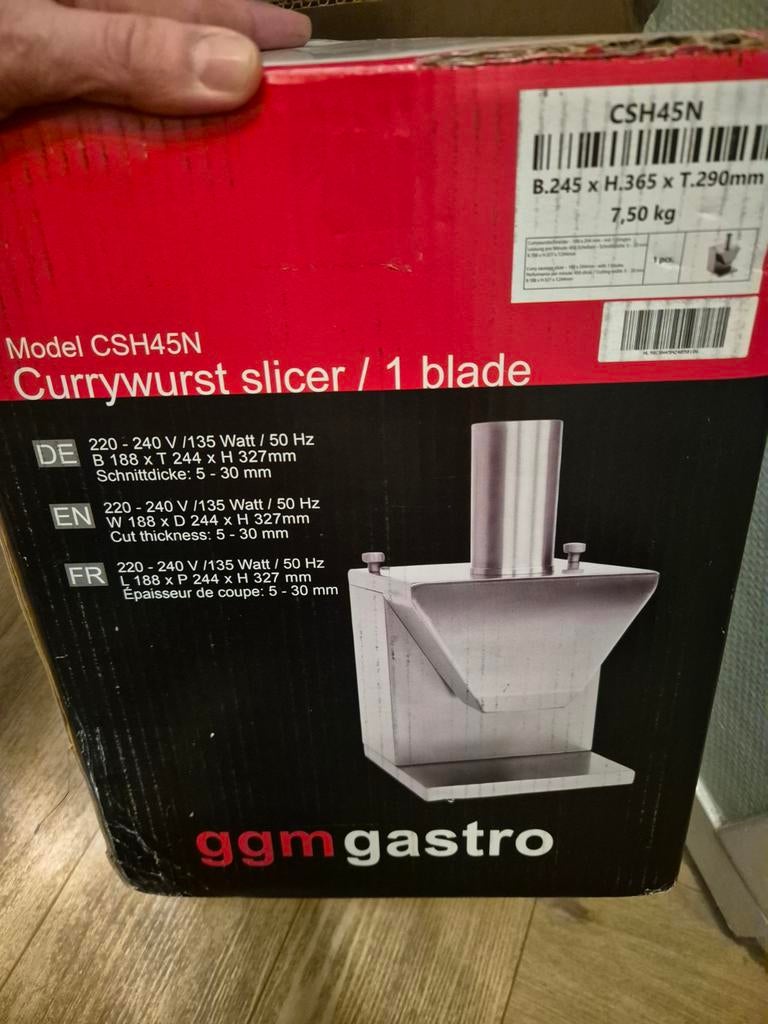 CSH45N
B.245 x H.365 x T.290mm
7,50 kg
1 pcs.
Model CSH45N
Currywurst slicer / 1 blade
DE
220 - 240 V /135 Watt / 50 Hz
B 188 x T 244 x H 327mm
Schnittdicke: 5 - 30 mm
EN
220 - 240 V /135 Watt / 50 Hz
W 188 x D 244 x H 327mm
Cut thickness: 5 - 30 mm
FR
220 - 240 V /135 Watt / 50 Hz
L 188 x P 244 x H 327 mm
Épaisseur de coupe: 5 - 30 mm
ggmgastro